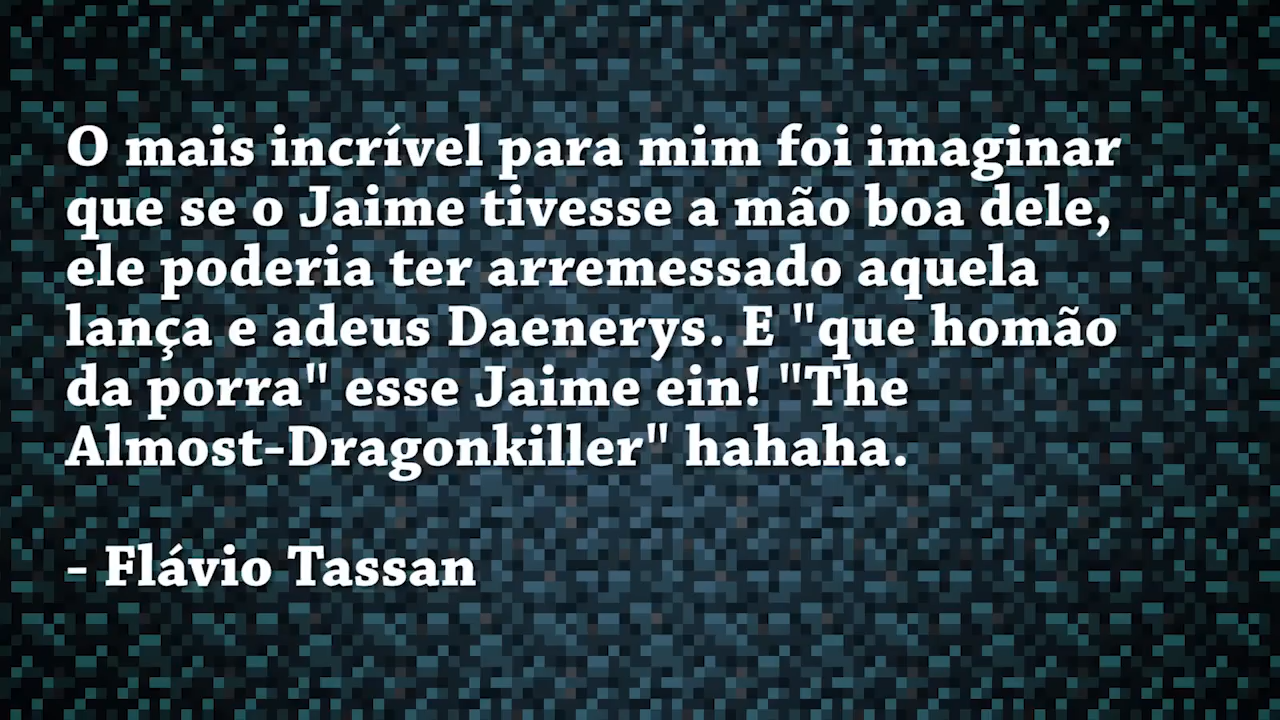 O mais incrível para mim foi imaginar
que se o Jaime tivesse a mão boa dele,
ele poderia ter arremessado aquela
lança e adeus Daenerys. E "que homão
da porra" esse Jaime ein! "The
Almost-Dragonkiller" hahaha.
- Flávio Tassan